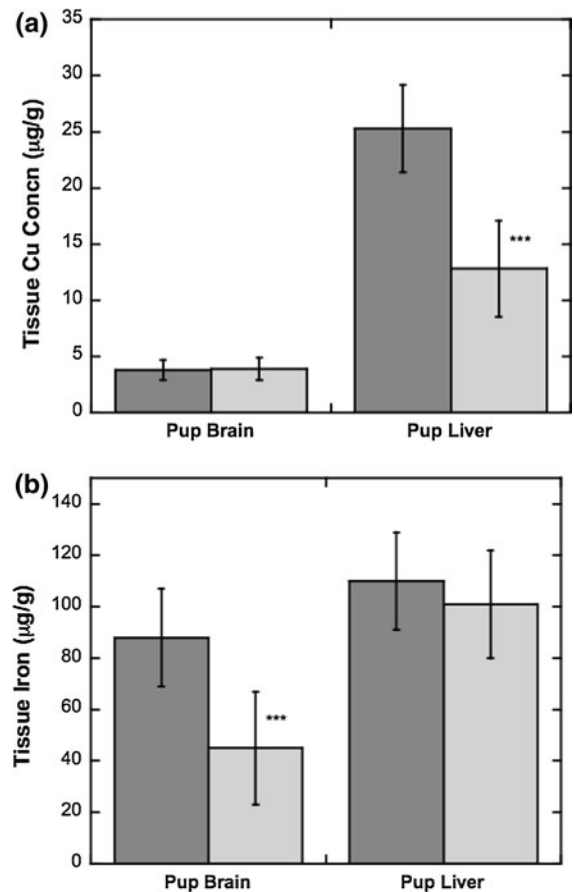 (a)
Tissue Cu Concn (µg/g)
35
30
25
20
15
10
5
0
***
Pup Brain
Pup Liver
(b)
Tissue Iron (µg/g)
140
120
100
80
60
40
20
0
***
Pup Brain
Pup Liver